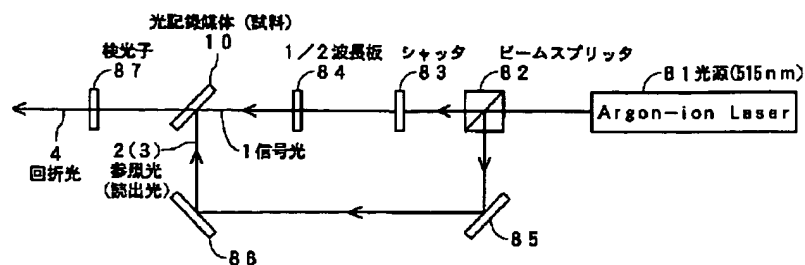 光記録媒体(試料)
10
検光子
87
1/2波長板
84
シャッタ
83
ビームスプリッタ
82
81光源(515nm)
Argon-ion Laser
4
回折光
2(3)
参照光
(読出光)
1信号光
86
85